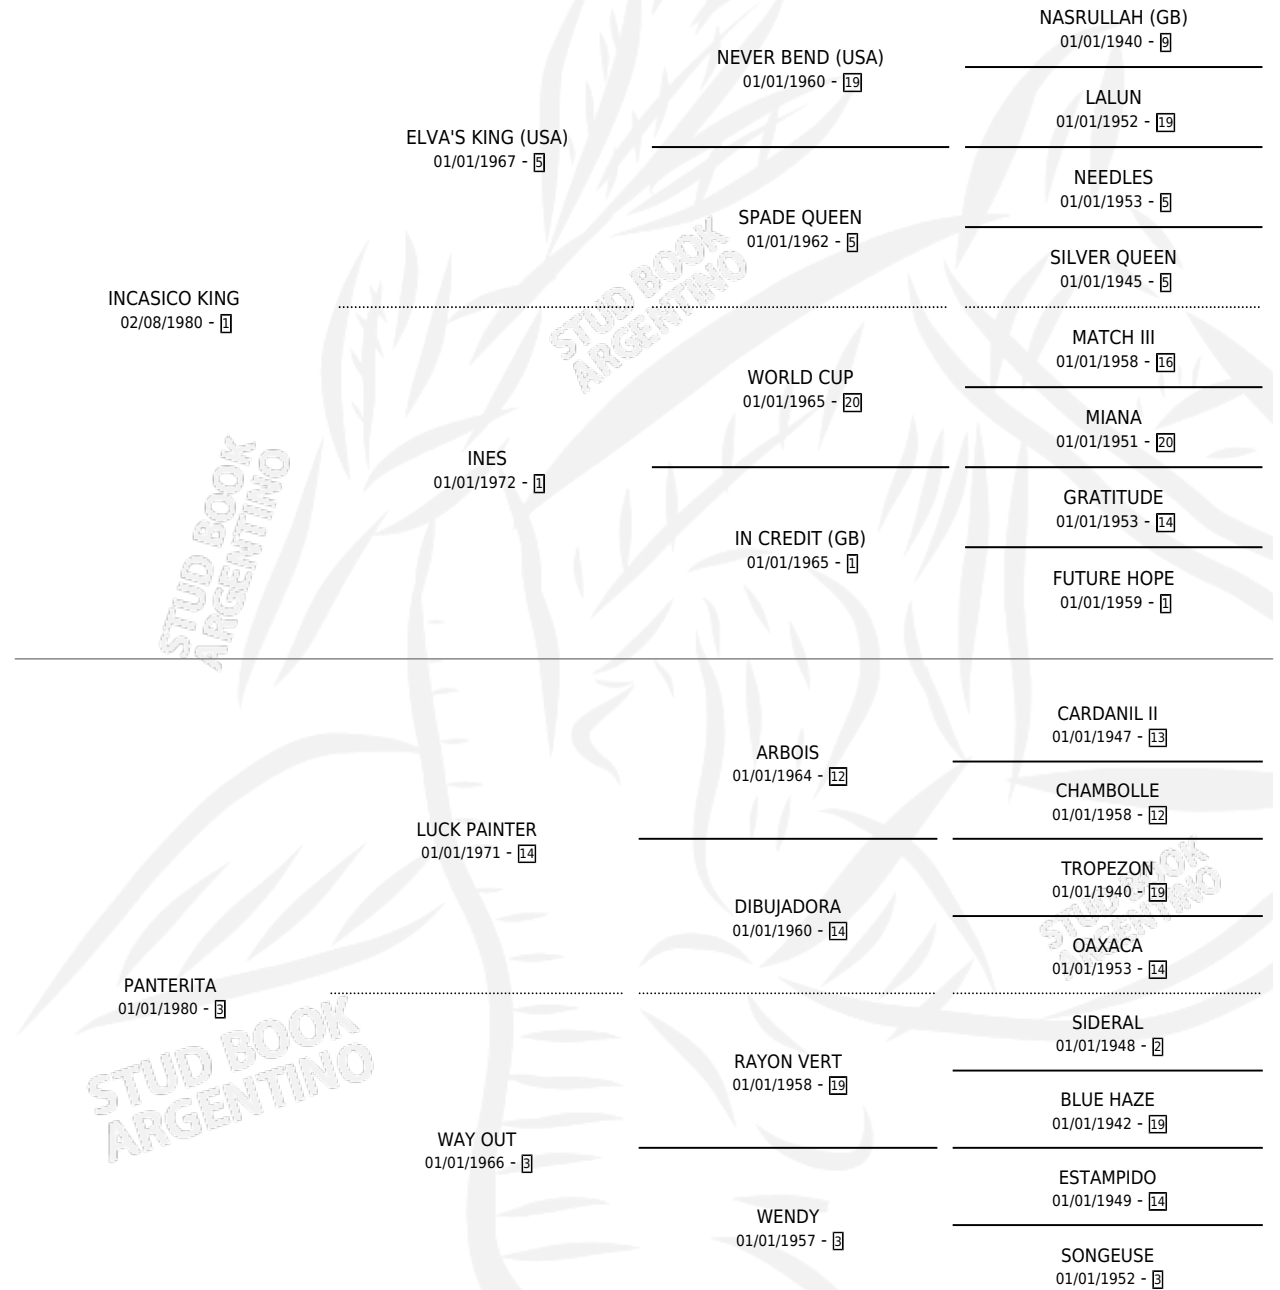 NASRULLAH (GB)
01/01/1940 - 9
NEVER BEND (USA)
01/01/1960 - 19
LALUN
01/01/1952 - 19
ELVA'S KING (USA)
01/01/1967 - 5
NEEDLES
01/01/1953 - 5
SPADE QUEEN
01/01/1962 - 5
SILVER QUEEN
01/01/1945 - 5
INCASICO KING
02/08/1980 - 1
MATCH III
01/01/1958 - 16
WORLD CUP
01/01/1965 - 20
MIANA
01/01/1951 - 20
INES
01/01/1972 - 1
GRATITUDE
01/01/1953 - 14
IN CREDIT (GB)
01/01/1965 - 1
FUTURE HOPE
01/01/1959 - 1
CARDANIL II
01/01/1947 - 13
ARBOIS
01/01/1964 - 12
CHAMBOLLE
01/01/1958 - 12
LUCK PAINTER
01/01/1971 - 14
TROPEZON
01/01/1940 - 19
DIBUJADORA
01/01/1960 - 14
OAXACA
01/01/1953 - 14
PANTERITA
01/01/1980 - 3
SIDERAL
01/01/1948 - 2
RAYON VERT
01/01/1958 - 19
BLUE HAZE
01/01/1942 - 19
WAY OUT
01/01/1966 - 3
ESTAMPIDO
01/01/1949 - 14
WENDY
01/01/1957 - 3
SONGEUSE
01/01/1952 - 3
STUD BOOK
ARGENTINO
STUD BOOK
ARGENTINO
STUD BOOK
ARGENTINO
STUD BOOK
ARGENTINO